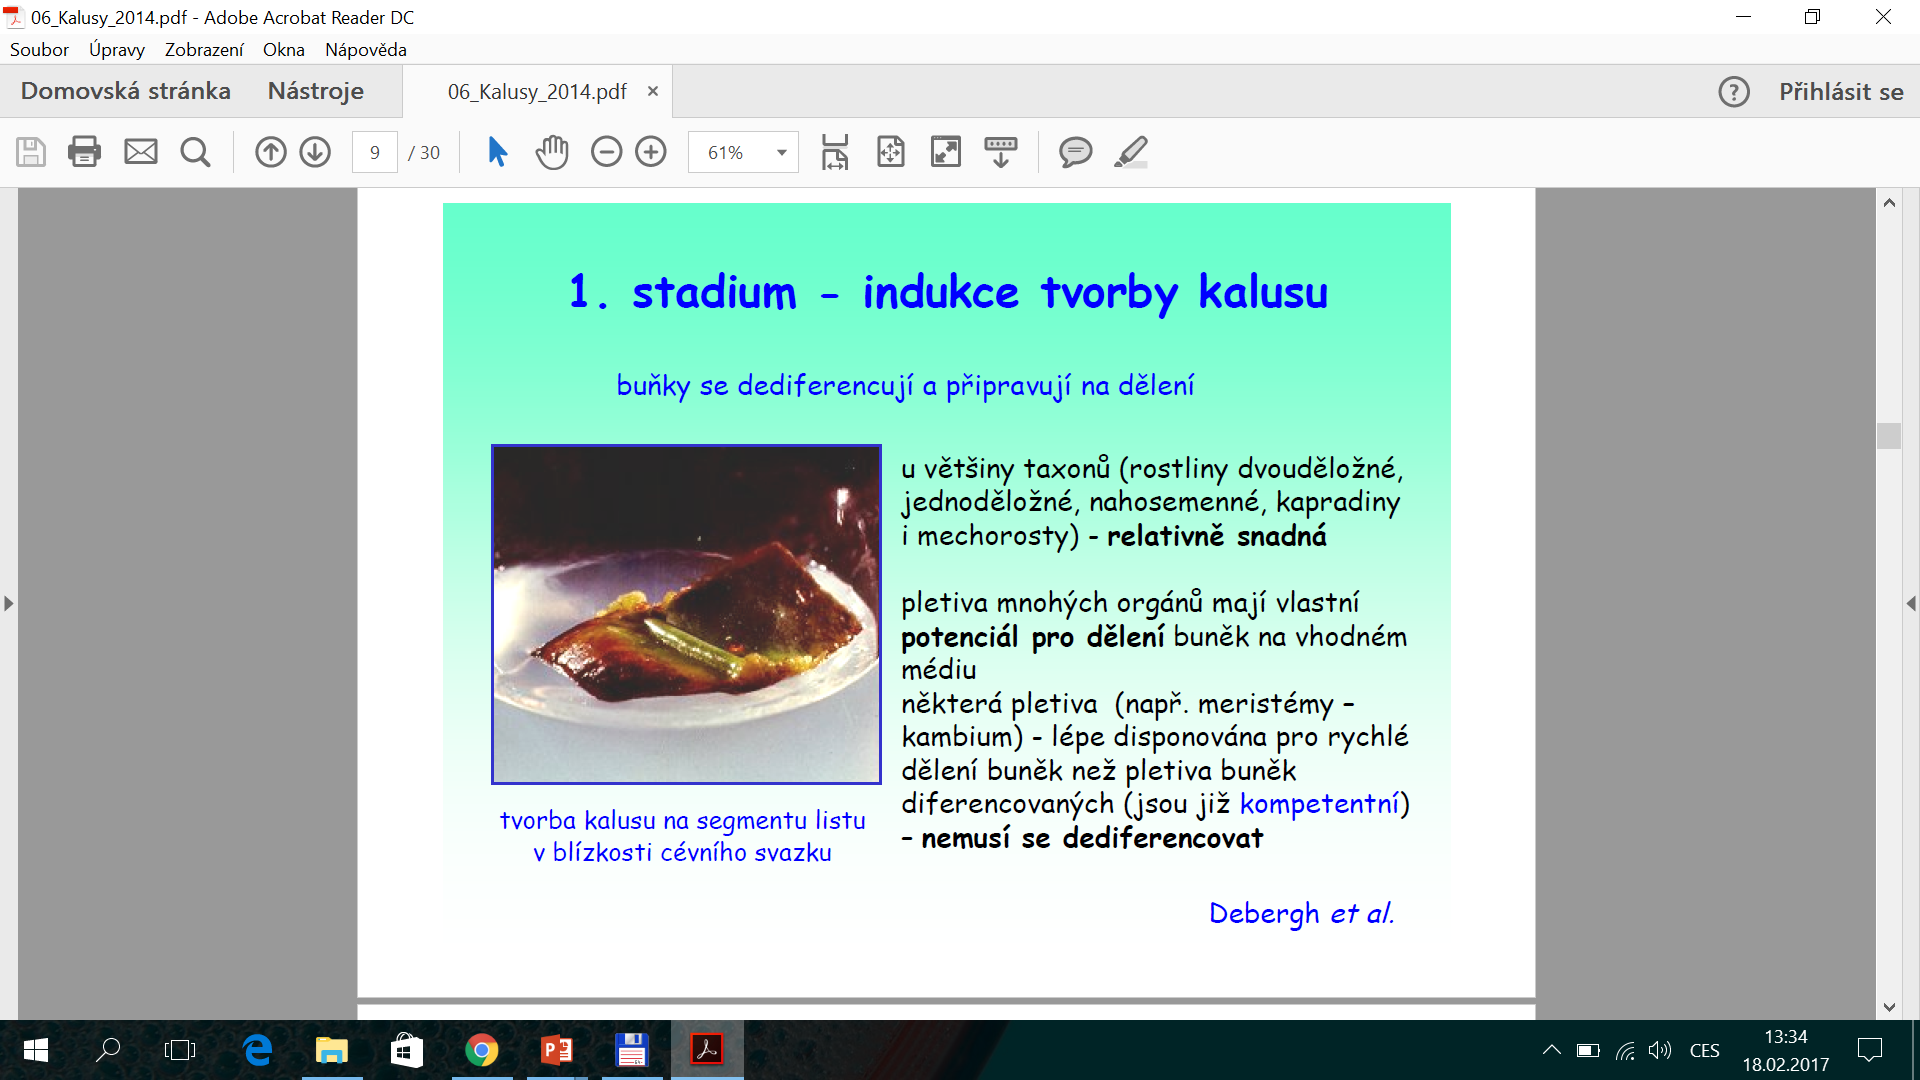 06_Kalusy_2014.pdf - Adobe Acrobat Reader DC
Soubor Úpravy Zobrazení Okna Nápověda
Domovská stránka Nástroje 06_Kalusy_2014.pdf × ? Přihlásit se
9 / 30 61%
1. stadium - indukce tvorby kalusu
buňky se dediferencují a připravují na dělení
u většiny taxonů (rostliny dvouděložné,
jednoděložné, nahosemenné, kapradiny
i mechorosty) - relativně snadná
pletiva mnohých orgánů mají vlastní
potenciál pro dělení buněk na vhodném
médiu
některá pletiva (např. meristémy –
kambium) - lépe disponována pro rychlé
dělení buněk než pletiva buněk
diferencovaných (jsou již kompetentní)
– nemusí se dediferencovat
tvorba kalusu na segmentu listu
v blízkosti cévního svazku
Debergh et al.
CES
13:34
18.02.2017